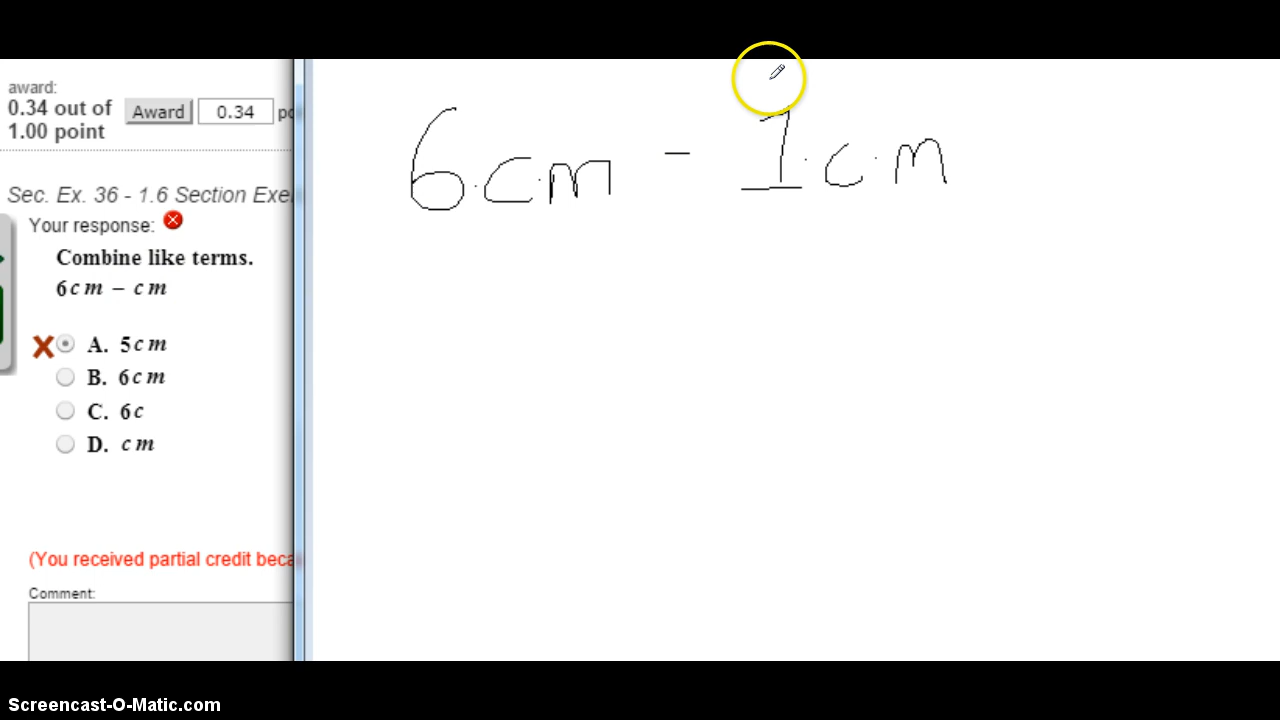 award:
0.34 out of
1.00 point
Award
0.34
Sec. Ex. 36 - 1.6 Section Exe
Your response:
Combine like terms.
6cm – cm
A. 5cm
B. 6cm
C. 6c
D. cm
(You received partial credit beca
Comment:
6·c·m – 1·c·m
Screencast-O-Matic.com